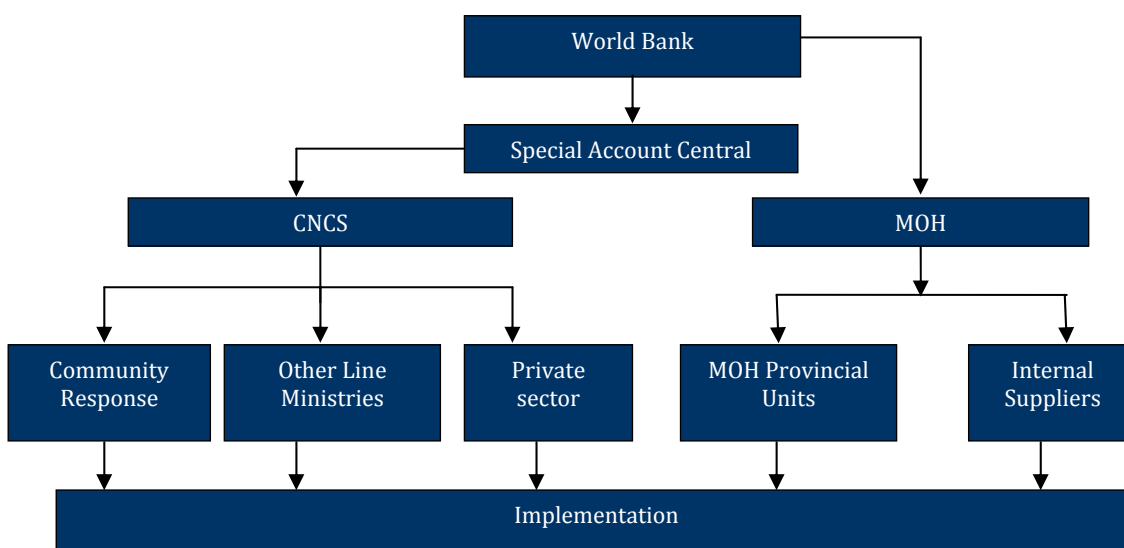 World Bank
Special Account Central
CNCS
MOH
Community
Response
Other Line
Ministries
Private
sector
MOH Provincial
Units
Internal
Suppliers
Implementation